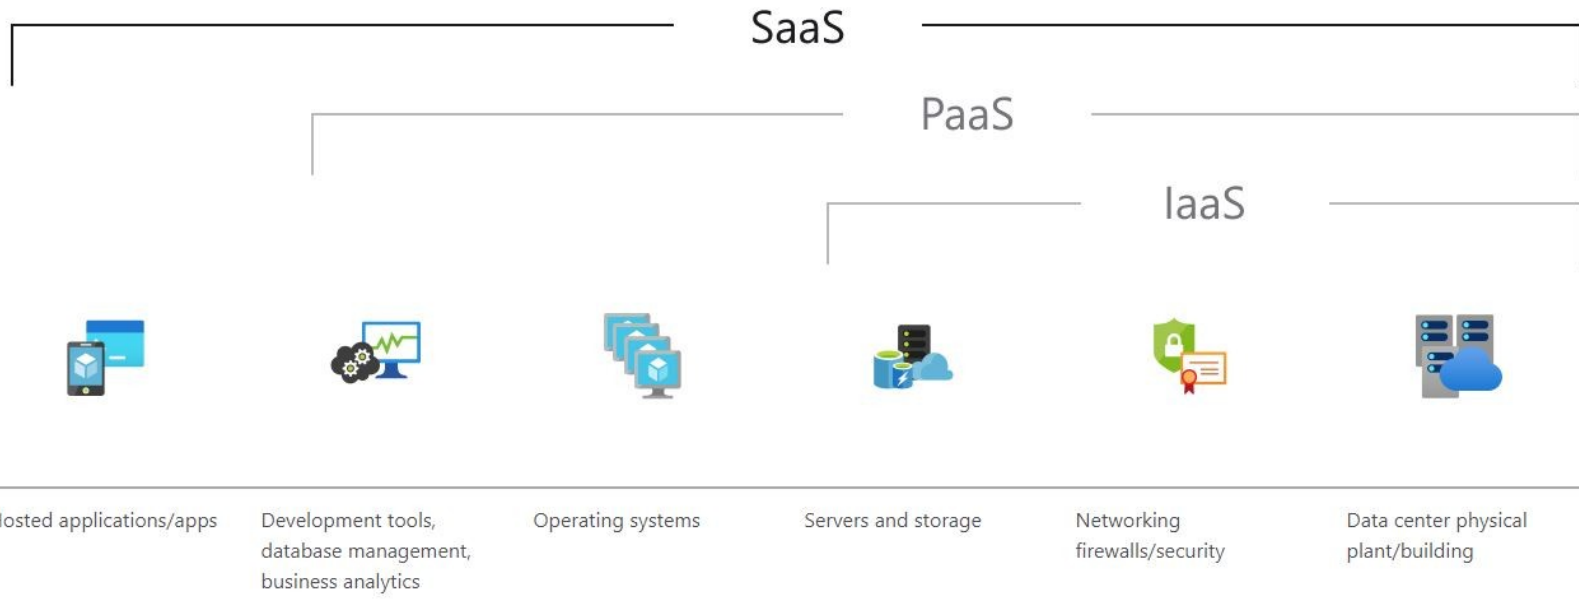 SaaS
PaaS
IaaS
Hosted applications/apps
Development tools,
database management,
business analytics
Operating systems
Servers and storage
Networking
firewalls/security
Data center physical
plant/building